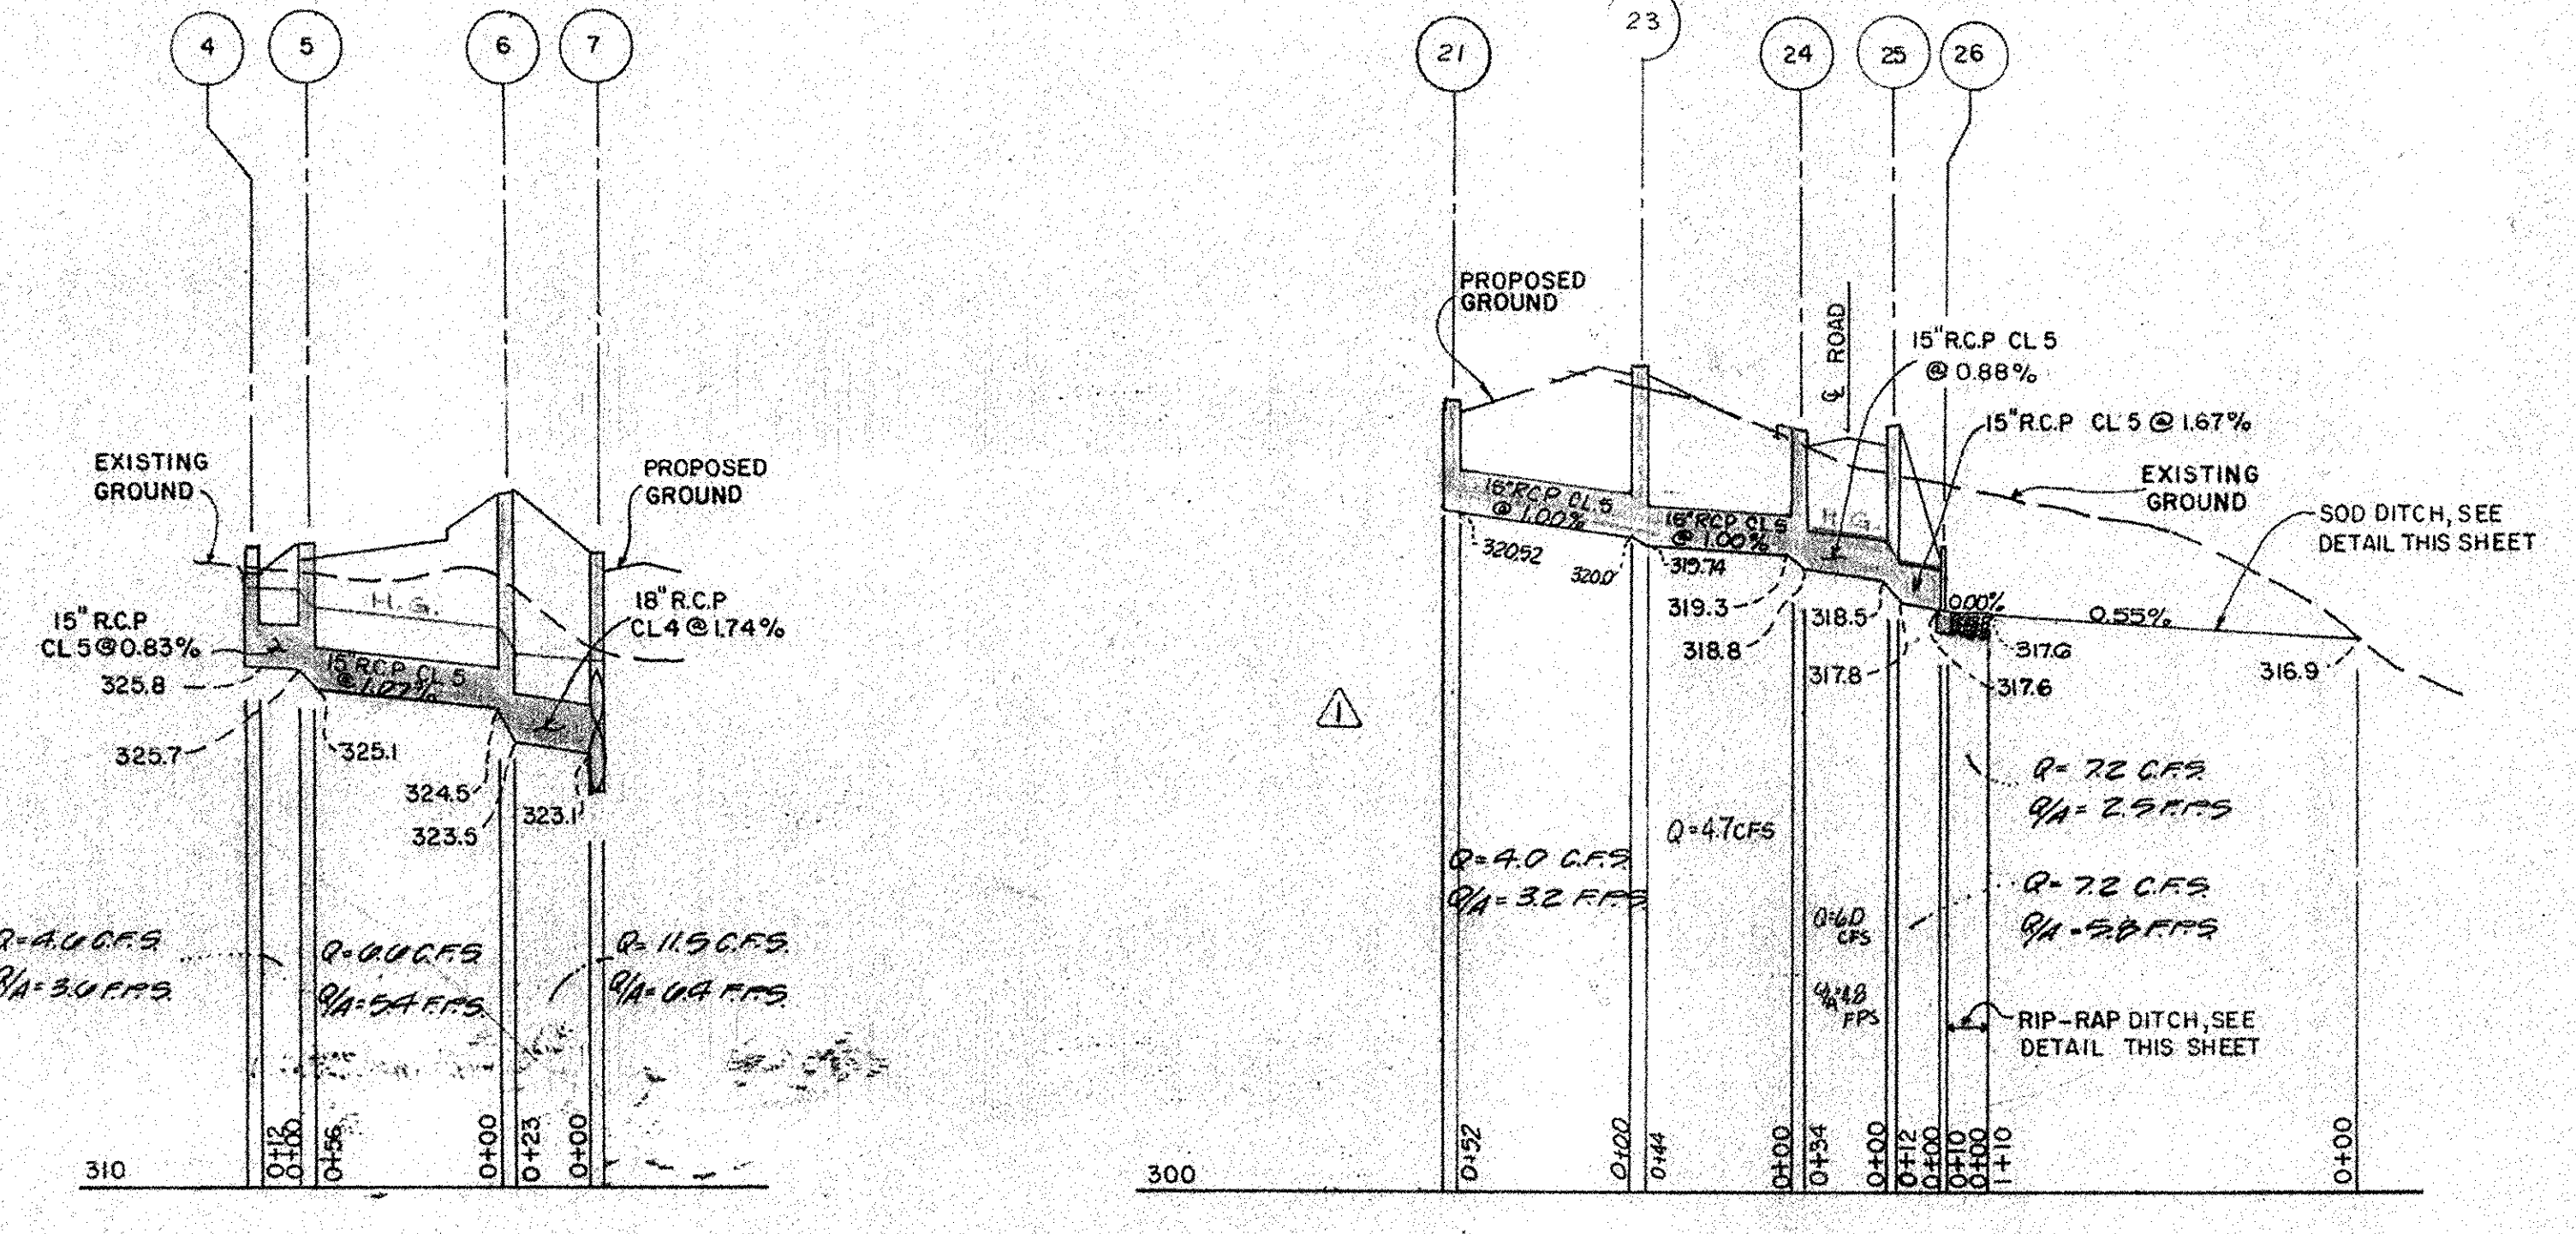 4 5 6 7
21 23 24 25 26
EXISTING
GROUND
PROPOSED
GROUND
15" R.C.P
CL 5 @ 0.83%
H.G.
15" R.C.P CL 5
@ 1.07%
18" R.C.P
CL 4 @ 1.74%
325.8
325.7
325.1
324.5
323.5
323.1
Q=4.6 C.F.S.
Q/A=3.6 F.P.S.
Q=6.6 C.F.S.
Q/A=5.4 F.P.S.
Q=11.5 C.F.S.
Q/A=6.4 F.P.S.
310
0+12
0+00
0+56
0+00
0+23
0+00
PROPOSED
GROUND
℄ ROAD
15" R.C.P CL 5
@ 0.88%
15" R.C.P CL 5 @ 1.67%
EXISTING
GROUND
SOD DITCH, SEE
DETAIL THIS SHEET
15" RCP CL 5
@ 1.00%
15" RCP CL 5
@ 1.00%
H.G.
320.52
320.0
319.74
319.3
318.8
318.5
317.8
0.00%
0.55%
317.6
317.6
316.9
1
Q=4.0 C.F.S.
Q/A=3.2 F.P.S.
Q=4.7 CFS
Q=6.0
CFS
Q/A=4.8
FPS
Q=7.2 C.F.S.
Q/A=2.5 F.P.S
Q=7.2 C.F.S.
Q/A=5.8 F.P.S
RIP-RAP DITCH, SEE
DETAIL THIS SHEET
300
0+52
0+00
0+44
0+00
0+34
0+00
0+12
0+00
0+10
0+00
1+10
0+00